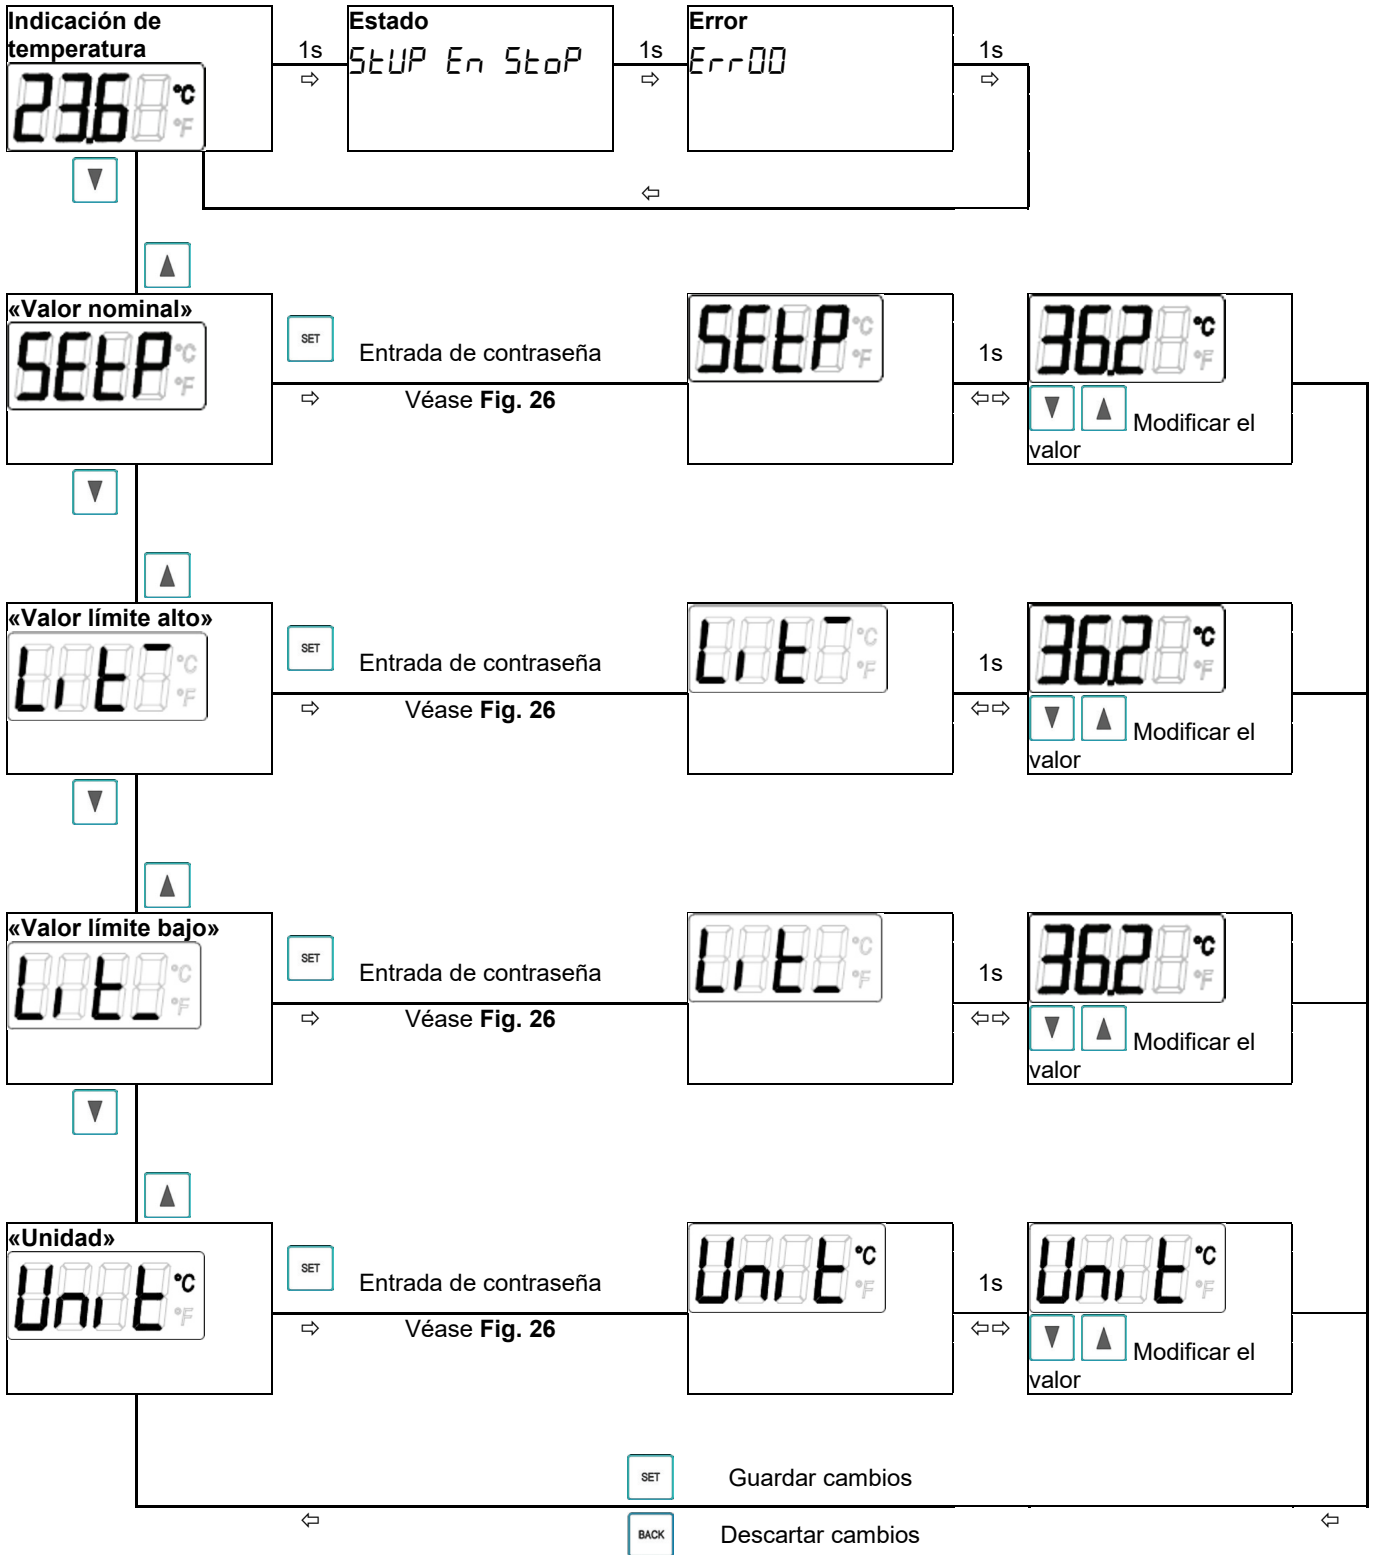 Indicación de
temperatura
23.6 °C
°F
1s
⇨
Estado
StUP En StoP
1s
⇨
Error
Err00
1s
⇨
▼
⇦
▲
«Valor nominal»
SEtP °C
°F
SET
Entrada de contraseña
⇨
Véase Fig. 26
SEtP °C
°F
1s
⇦⇨
36.2 °C
°F
▼ ▲ Modificar el
valor
▼
▲
«Valor límite alto»
Lit¯ °C
°F
SET
Entrada de contraseña
⇨
Véase Fig. 26
Lit¯ °C
°F
1s
⇦⇨
36.2 °C
°F
▼ ▲ Modificar el
valor
▼
▲
«Valor límite bajo»
Lit_ °C
°F
SET
Entrada de contraseña
⇨
Véase Fig. 26
Lit_ °C
°F
1s
⇦⇨
36.2 °C
°F
▼ ▲ Modificar el
valor
▼
▲
«Unidad»
Unit °C
°F
SET
Entrada de contraseña
⇨
Véase Fig. 26
Unit °C
°F
1s
⇦⇨
Unit °C
°F
▼ ▲ Modificar el
valor
SET
Guardar cambios
⇦
⇦
BACK
Descartar cambios